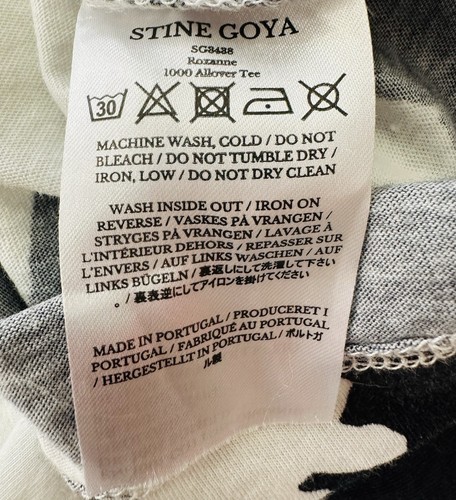 STINE GOYA
SG3438
Roxanne
1000 Allover Tee
30
MACHINE WASH, COLD / DO NOT
BLEACH / DO NOT TUMBLE DRY /
IRON, LOW / DO NOT DRY CLEAN
WASH INSIDE OUT / IRON ON
REVERSE / VASKES PÅ VRANGEN /
STRYGES PÅ VRANGEN / LAVAGE À
L'INTÉRIEUR DEHORS / REPASSER SUR
L'ENVERS / AUF LINKS WASCHEN / AUF
LINKS BÜGELN / 裏返しにして洗濯して下さい
。/ 裏表逆にしてアイロンを掛けてください
MADE IN PORTUGAL / PRODUCERET I
PORTUGAL / FABRIQUÉ AU PORTUGAL
/ HERGESTELLT IN PORTUGAL / ポルトガ
ル製